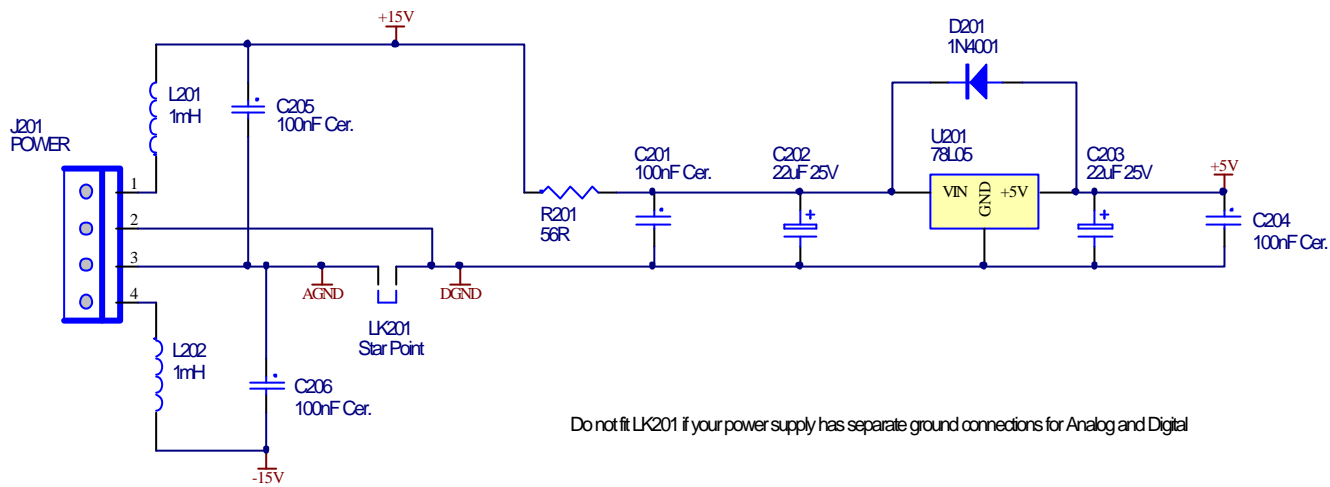 +15V
D201
1N4001
L201
1mH
C205
100nF Cer.
J201
POWER
U201
78L05
C201
100nF Cer.
C202
22uF 25V
C203
22uF 25V
+5V
1
2
3
4
R201
56R
VIN
GND
+5V
C204
100nF Cer.
AGND
DGND
LK201
Star Point
L202
1mH
C206
100nF Cer.
Do not fit LK201 if your power supply has separate ground connections for Analog and Digital
-15V